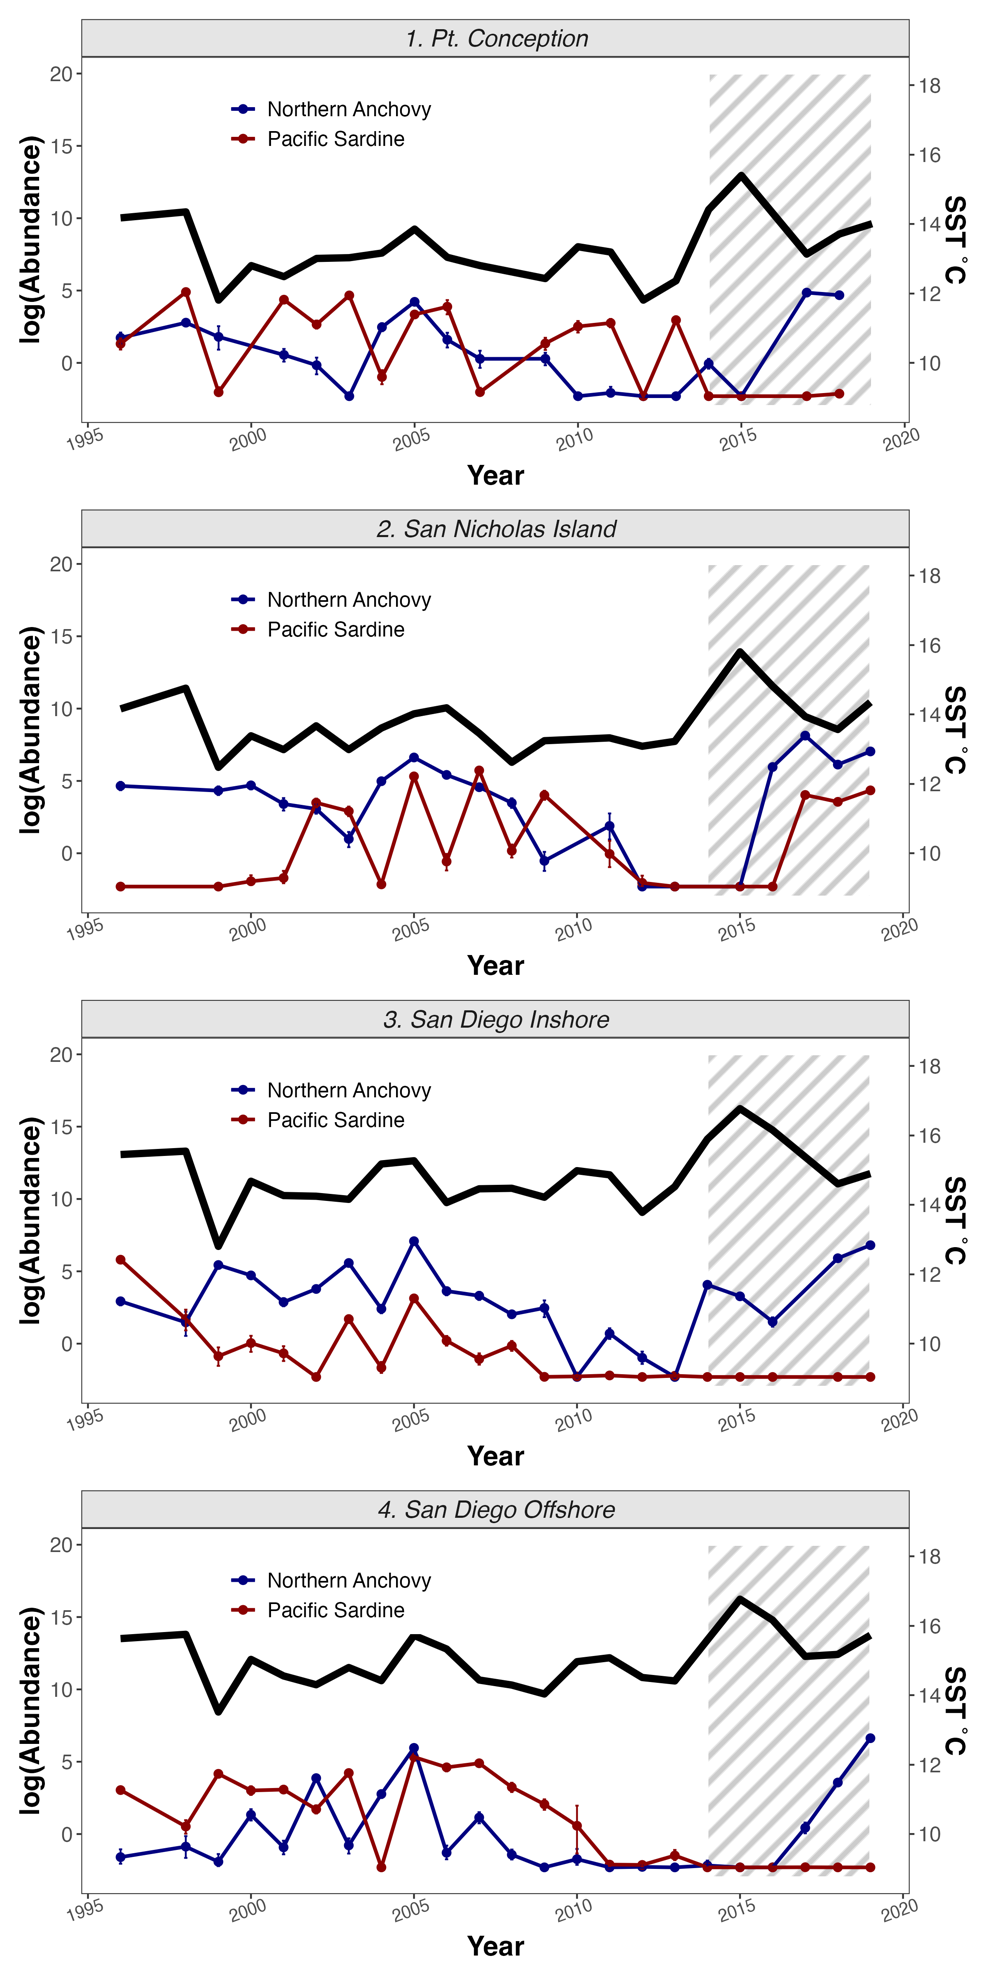 1. Pt. Conception
20
15
10
5
0
log(Abundance)
Northern Anchovy
Pacific Sardine
18
16
14
12
10
SST °C
1995
2000
2005
2010
2015
2020
Year
2. San Nicholas Island
20
15
10
5
0
log(Abundance)
Northern Anchovy
Pacific Sardine
18
16
14
12
10
SST °C
1995
2000
2005
2010
2015
2020
Year
3. San Diego Inshore
20
15
10
5
0
log(Abundance)
Northern Anchovy
Pacific Sardine
18
16
14
12
10
SST °C
1995
2000
2005
2010
2015
2020
Year
4. San Diego Offshore
20
15
10
5
0
log(Abundance)
Northern Anchovy
Pacific Sardine
18
16
14
12
10
SST °C
1995
2000
2005
2010
2015
2020
Year